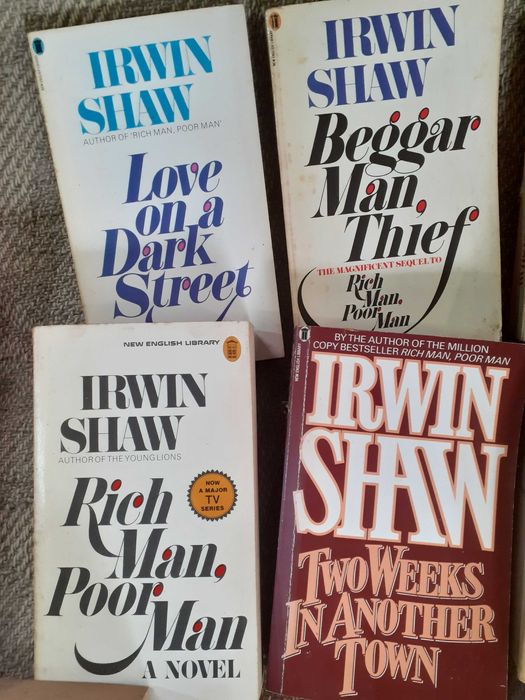 IRWIN
SHAW
AUTHOR OF 'RICH MAN, POOR MAN'
Love
on a
Dark
Street
IRWIN
SHAW
Beggar
Man,
Thief
THE MAGNIFICENT SEQUEL TO
Rich
Man,
Poor
Man
NEW ENGLISH LIBRARY
IRWIN
SHAW
AUTHOR OF THE YOUNG LIONS
NOW
A MAJOR
TV
SERIES
Rich
Man,
Poor
Man
A NOVEL
BY THE AUTHOR OF THE MILLION
COPY BESTSELLER RICH MAN, POOR MAN
IRWIN
SHAW
TWO WEEKS
IN ANOTHER
TOWN